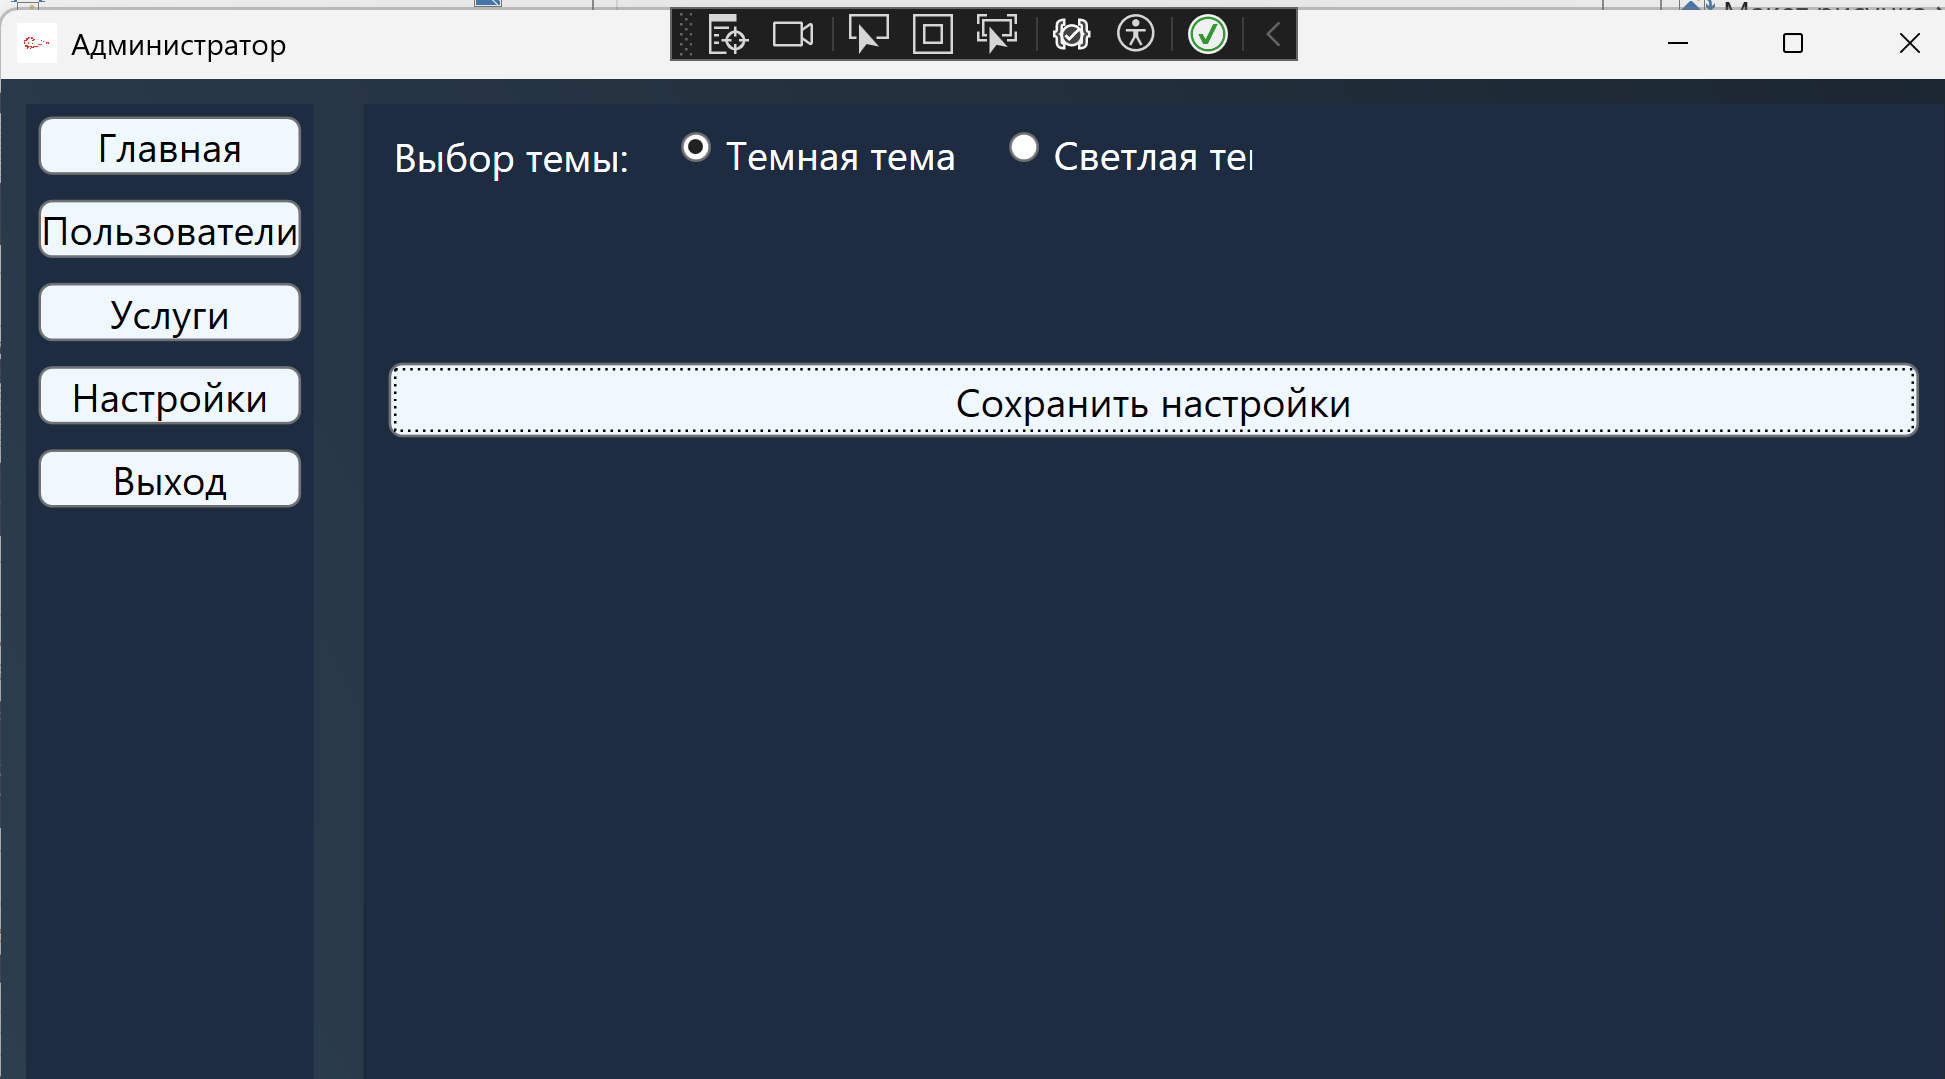 Администратор
Главная
Пользователи
Услуги
Настройки
Выход
Выбор темы:
Темная тема
Светлая те
Сохранить настройки